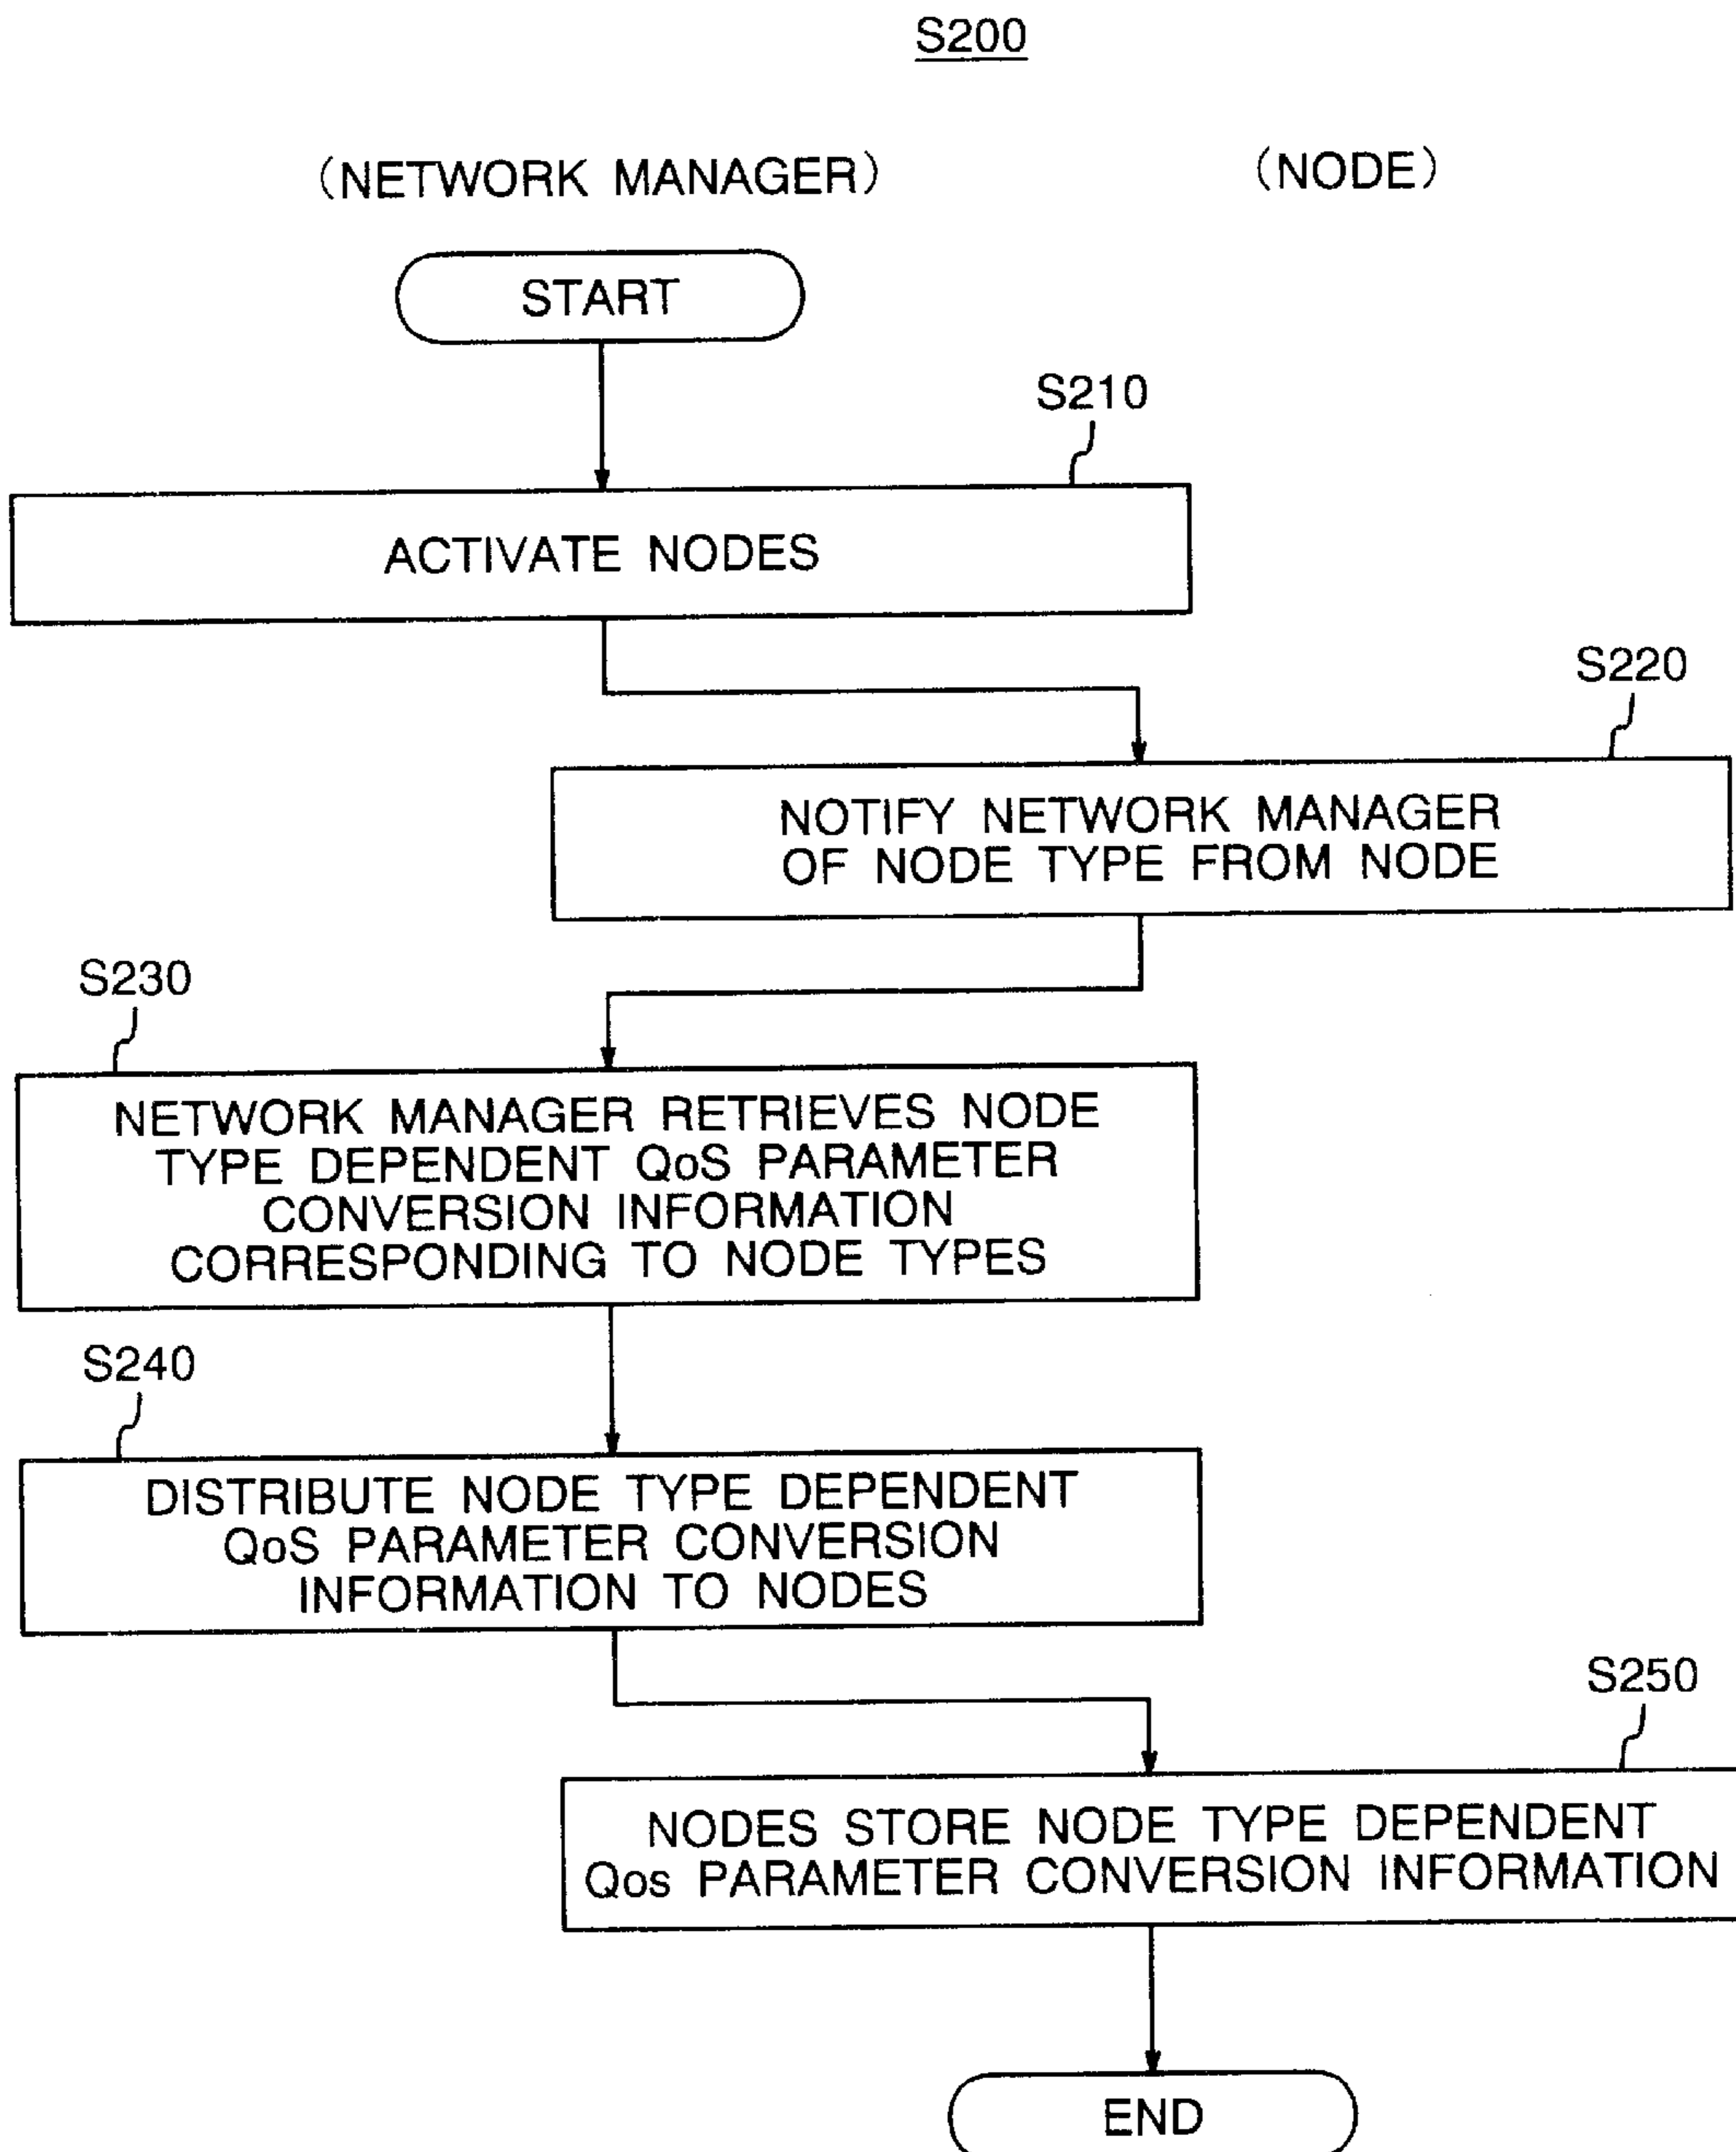 S200
(NETWORK MANAGER)
(NODE)
START
S210
ACTIVATE NODES
S220
NOTIFY NETWORK MANAGER
OF NODE TYPE FROM NODE
S230
NETWORK MANAGER RETRIEVES NODE
TYPE DEPENDENT QoS PARAMETER
CONVERSION INFORMATION
CORRESPONDING TO NODE TYPES
S240
DISTRIBUTE NODE TYPE DEPENDENT
QoS PARAMETER CONVERSION
INFORMATION TO NODES
S250
NODES STORE NODE TYPE DEPENDENT
Qos PARAMETER CONVERSION INFORMATION
END